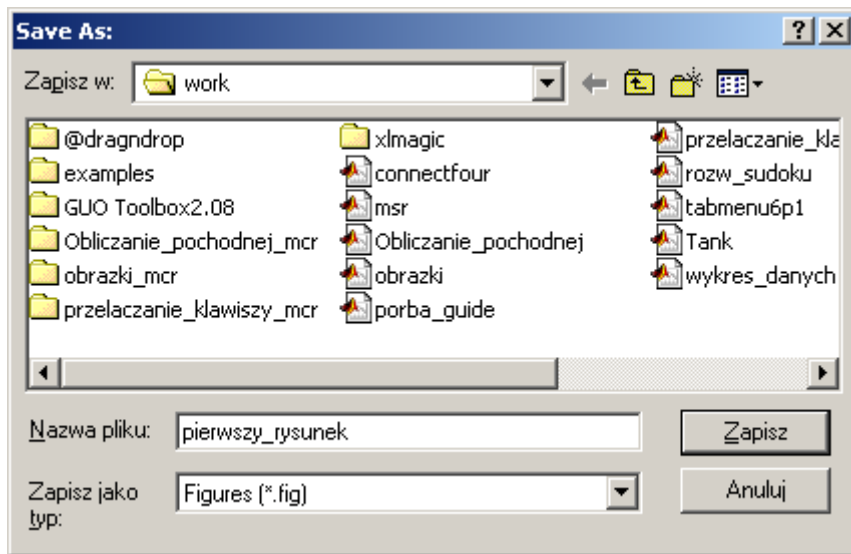 Save As:
Zapisz w: work
@dragndrop xlmagic przelaczanie_kla
examples connectfour rozw_sudoku
GUO Toolbox2.08 msr tabmenu6p1
Obliczanie_pochodnej_mcr Obliczanie_pochodnej Tank
obrazki_mcr obrazki wykres_danych
przelaczanie_klawiszy_mcr porba_guide
Nazwa pliku: pierwszy_rysunek Zapisz
Zapisz jako typ: Figures (*.fig) Anuluj